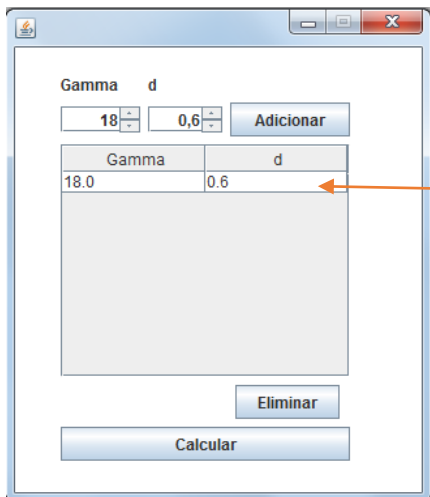 Gamma d
18 0,6 Adicionar
Gamma d
18.0 0.6
Eliminar
Calcular